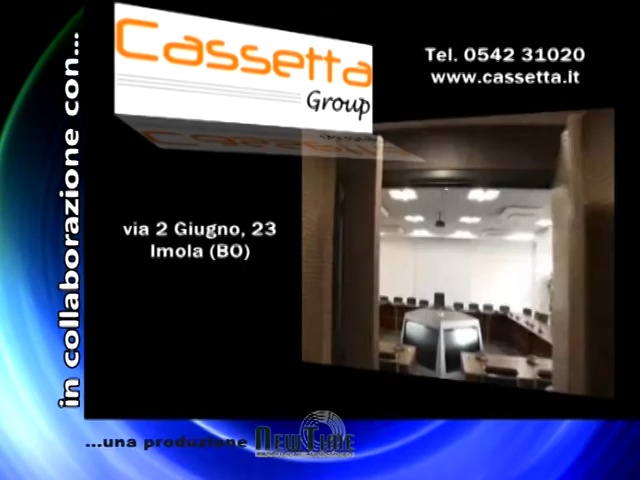 in collaborazione con...
Cassetta
Group
Tel. 0542 31020
www.cassetta.it
via 2 Giugno, 23
Imola (BO)
...una produzione NEWTIME